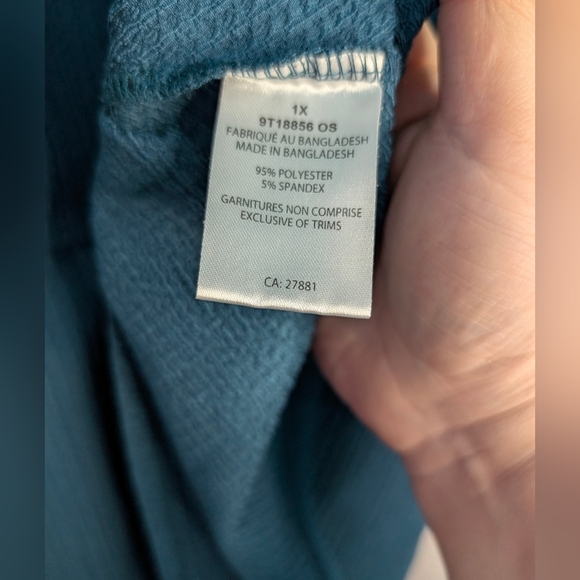 1X
9T18856 OS
FABRIQUÉ AU BANGLADESH
MADE IN BANGLADESH
95% POLYESTER
5% SPANDEX
GARNITURES NON COMPRISE
EXCLUSIVE OF TRIMS
CA: 27881